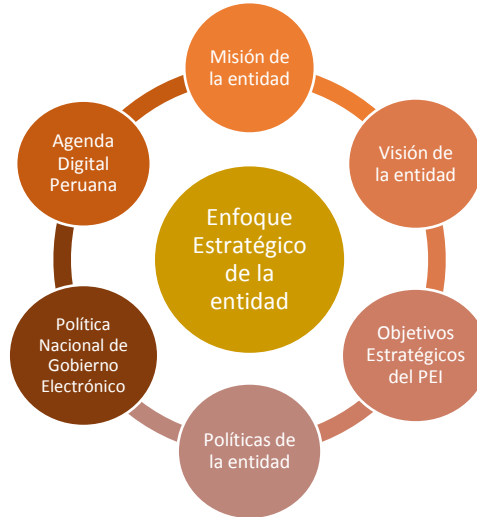 Misión de
la entidad
Visión de
la entidad
Objetivos
Estratégicos
del PEI
Políticas de
la entidad
Política
Nacional de
Gobierno
Electrónico
Agenda
Digital
Peruana
Enfoque
Estratégico
de la
entidad